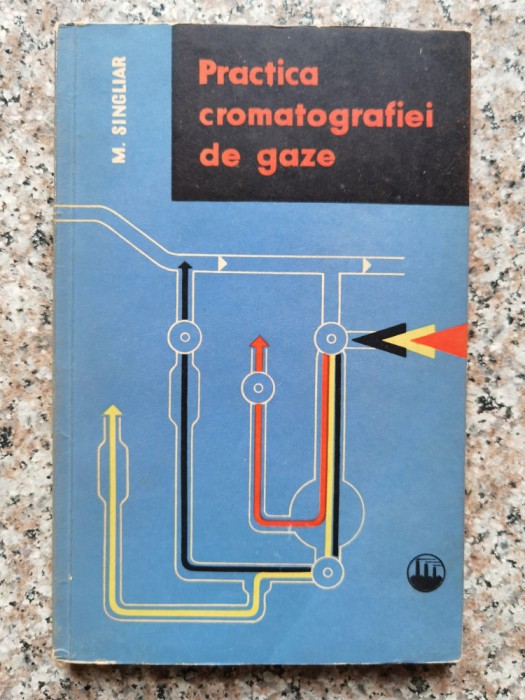 M. SINGLIAR
Practica
cromatografiei
de gaze